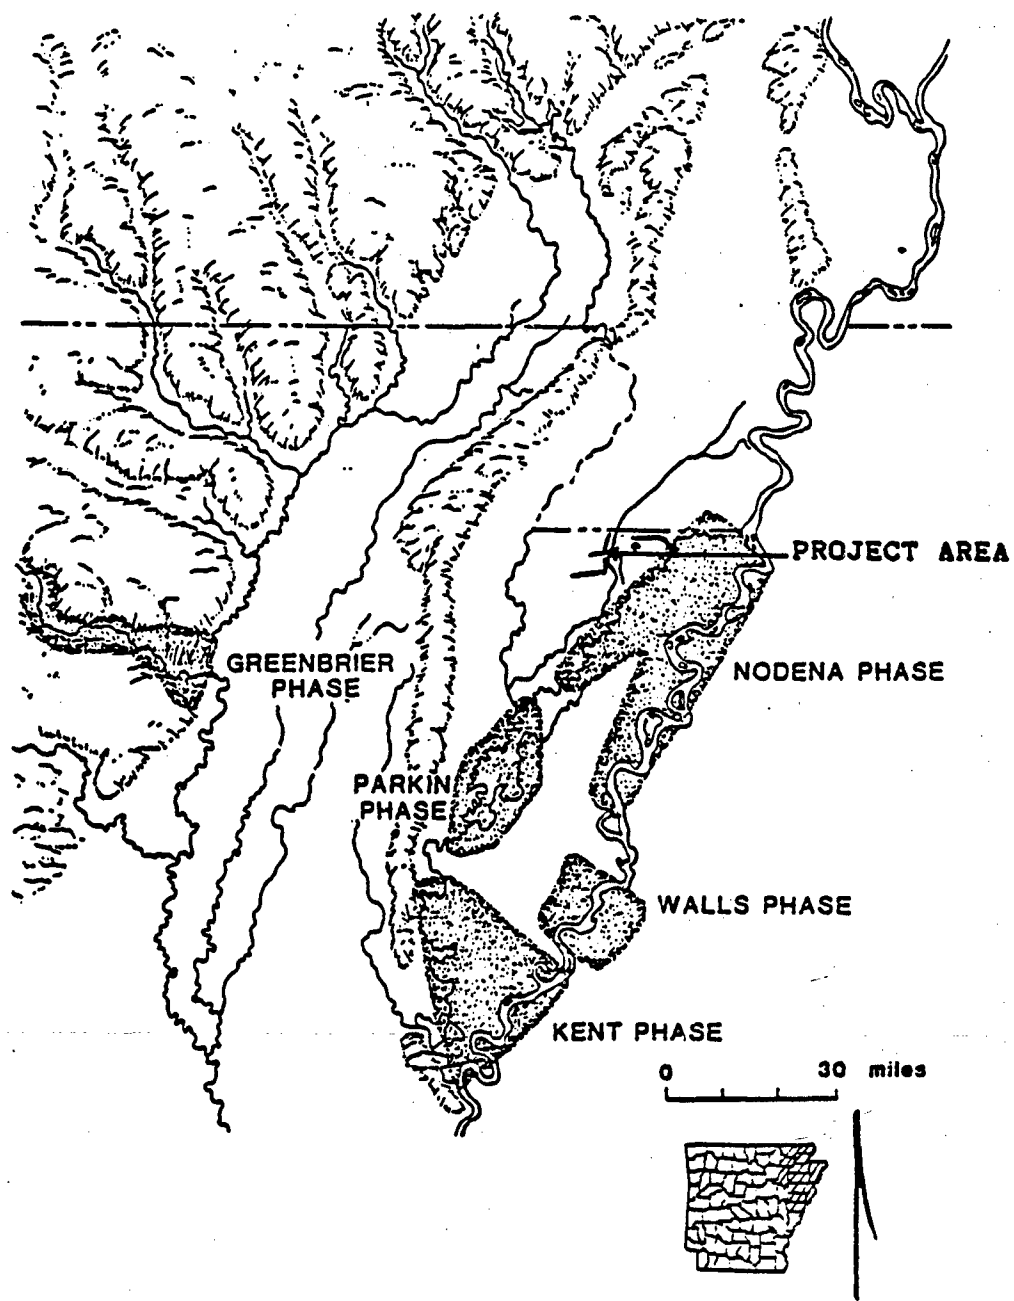 PROJECT AREA
GREENBRIER
PHASE
NODENA PHASE
PARKIN
PHASE
WALLS PHASE
KENT PHASE
0 30 miles